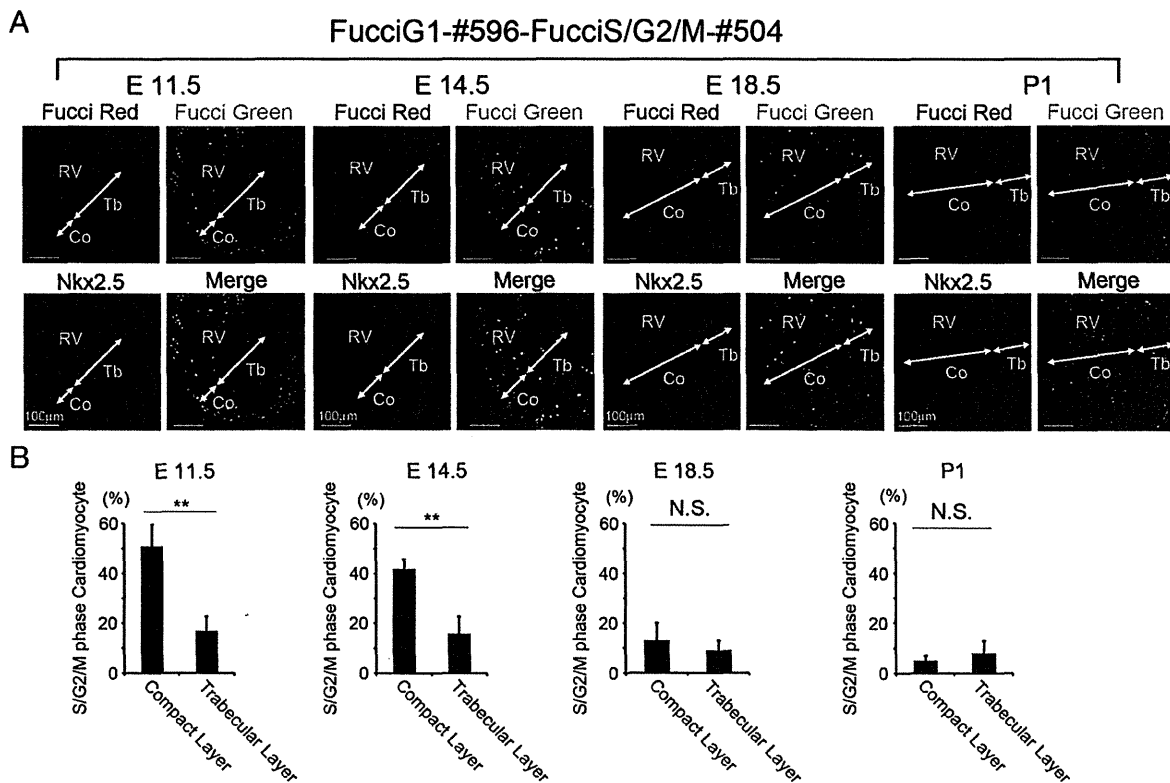 A
FucciG1-#596-FucciS/G2/M-#504
E 11.5 E 14.5 E 18.5 P1
Fucci Red Fucci Green Fucci Red Fucci Green Fucci Red Fucci Green Fucci Red Fucci Green
RV RV RV RV RV RV RV RV
Tb Tb Tb Tb Tb Tb Tb Tb
Co Co Co Co Co Co Co Co
Nkx2.5 Merge Nkx2.5 Merge Nkx2.5 Merge Nkx2.5 Merge
RV RV RV RV RV RV RV RV
Tb Tb Tb Tb Tb Tb Tb Tb
Co Co Co Co Co Co Co Co
100μm 100μm 100μm 100μm
B
E 11.5
S/G2/M phase Cardiomyocyte
(%)
60
40
20
0
**
Compact Layer
Trabecular Layer
E 14.5
S/G2/M phase Cardiomyocyte
(%)
60
40
20
0
**
Compact Layer
Trabecular Layer
E 18.5
S/G2/M phase Cardiomyocyte
(%)
60
40
20
0
N.S.
Compact Layer
Trabecular Layer
P1
S/G2/M phase Cardiomyocyte
(%)
60
40
20
0
N.S.
Compact Layer
Trabecular Layer